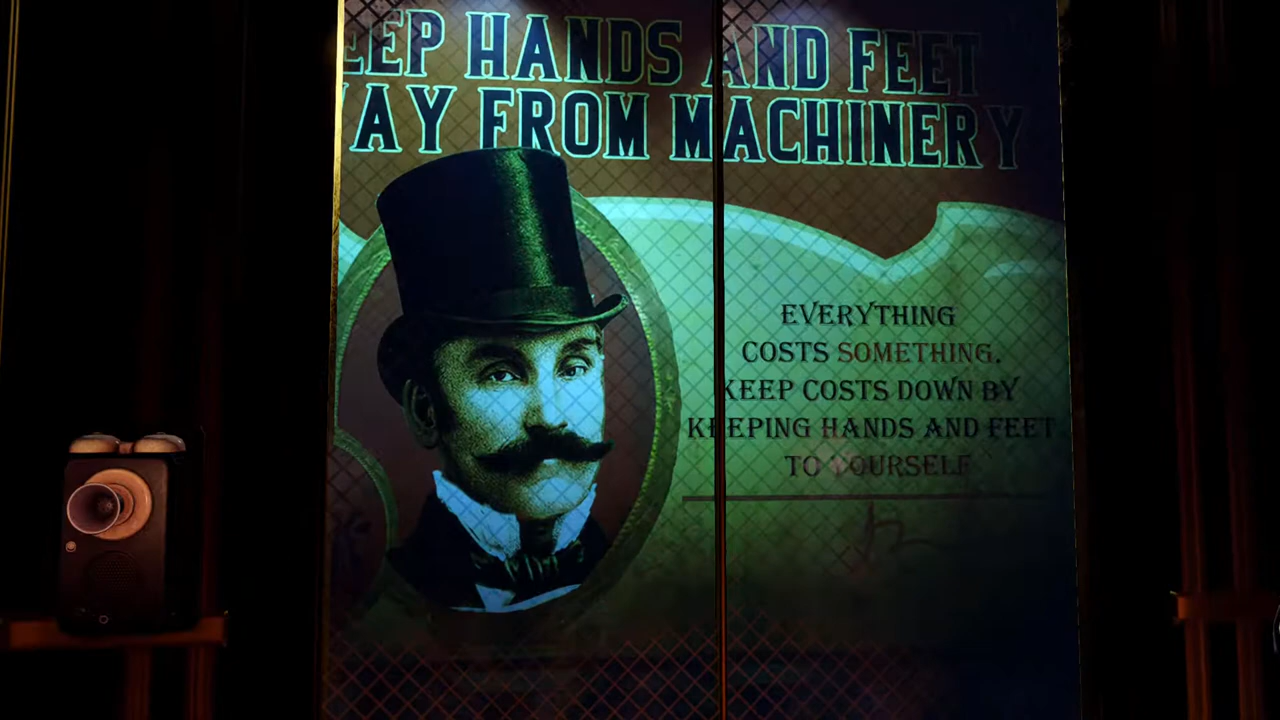 EEP HANDS AND FEET
WAY FROM MACHINERY
EVERYTHING
COSTS SOMETHING.
KEEP COSTS DOWN BY
KEEPING HANDS AND FEET
TO YOURSELF